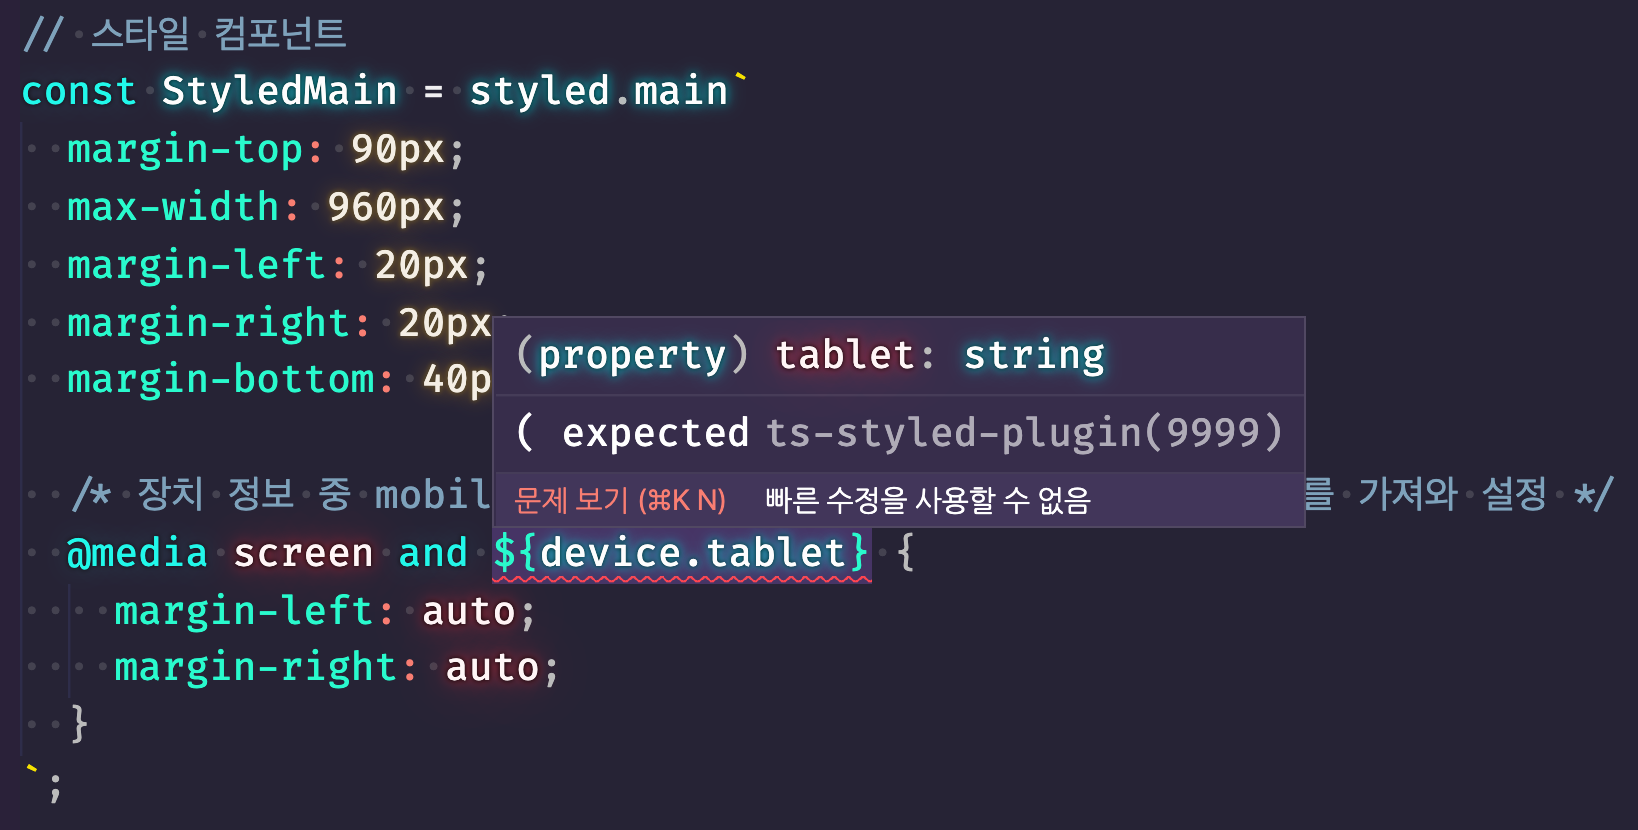 // 스타일 컴포넌트
const StyledMain = styled.main`
margin-top: 90px;
max-width: 960px;
margin-left: 20px;
margin-right: 20px
margin-bottom: 40p
(property) tablet: string
( expected ts-styled-plugin(9999)
문제 보기 (⌘K N) 빠른 수정을 사용할 수 없음
/* 장치 정보 중 mobil 를 가져와 설정 */
@media screen and ${device.tablet} {
margin-left: auto;
margin-right: auto;
}
`;